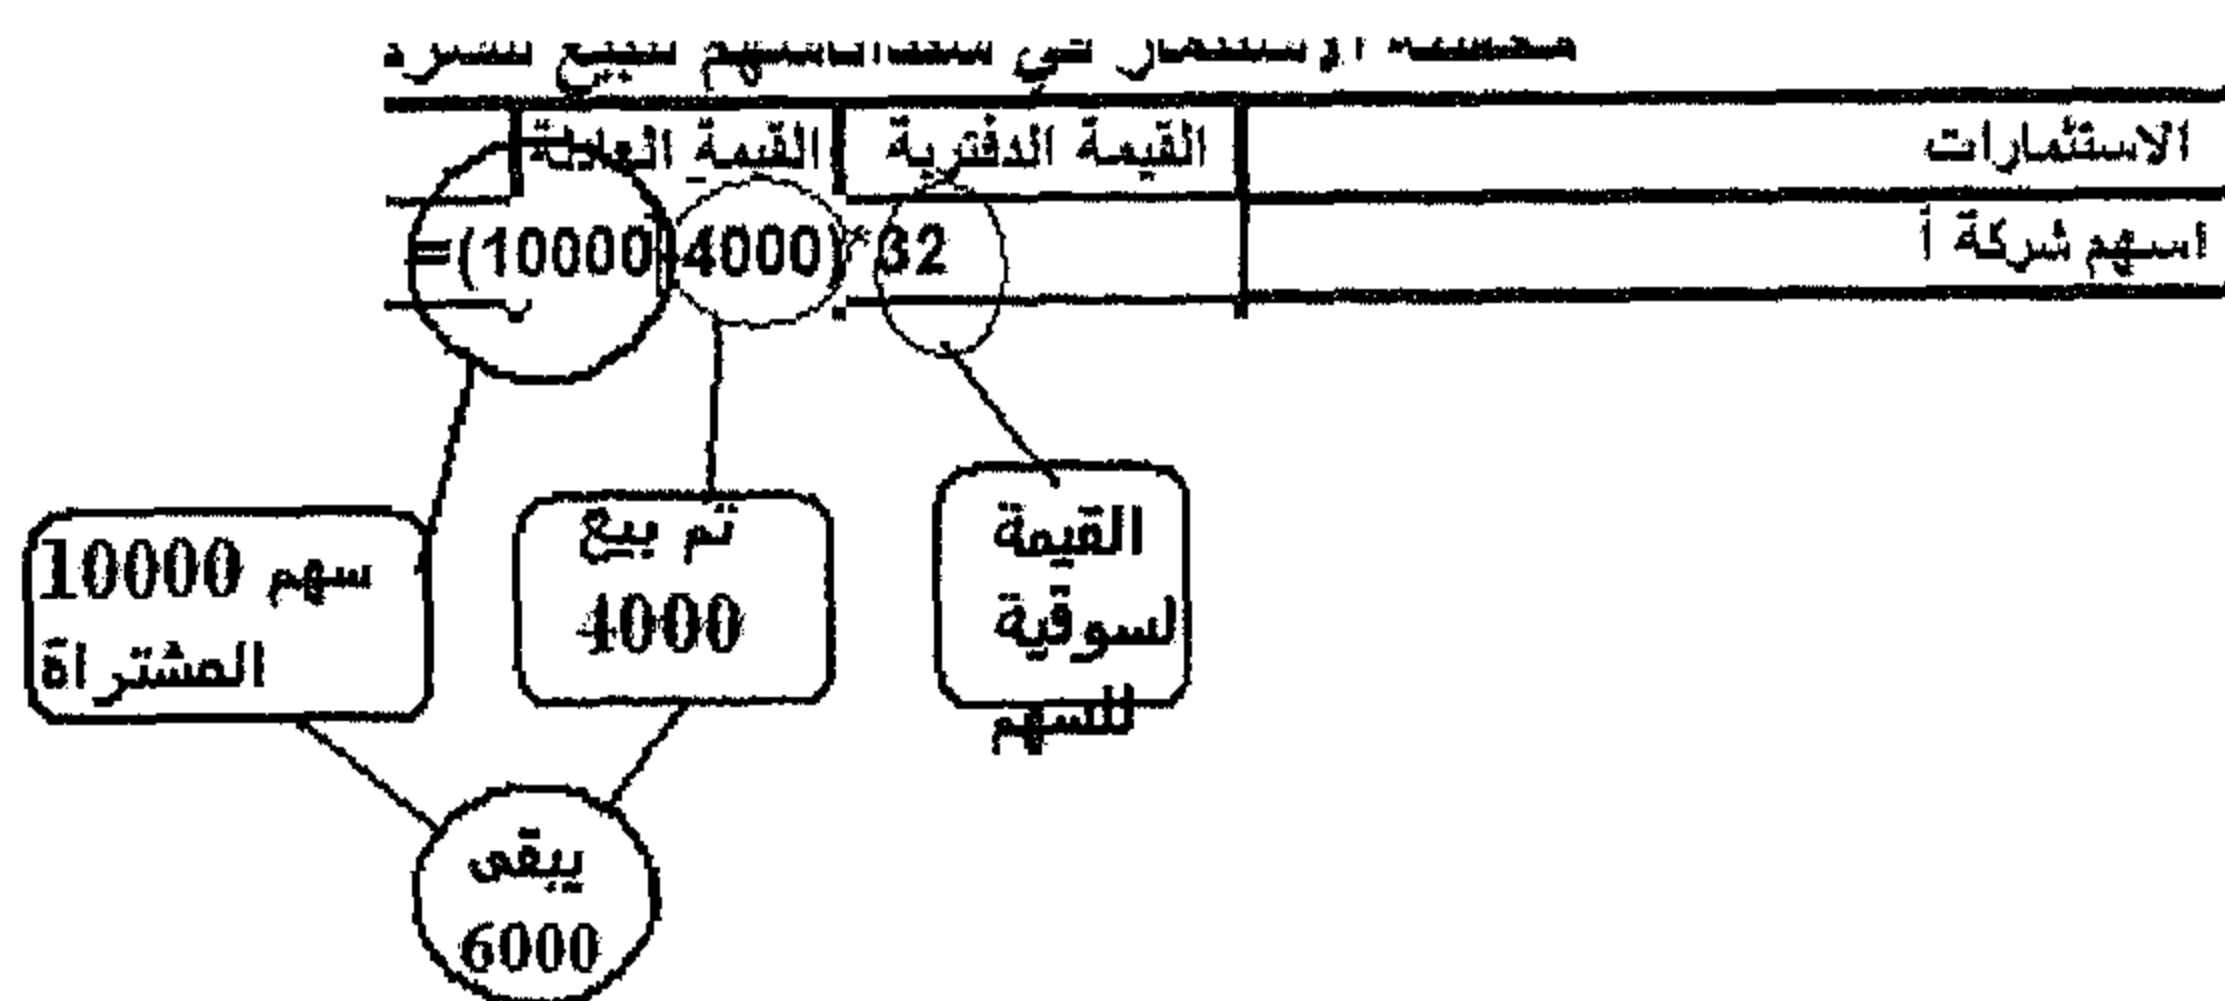 الاستثمارات القيمة الدفترية القيمة العادلة
اسهم شركة أ
=(10000-4000)*32
10000 سهم
المشتراة
تم بيع
4000
القيمة
لسوقية
للسهم
يبقى
6000